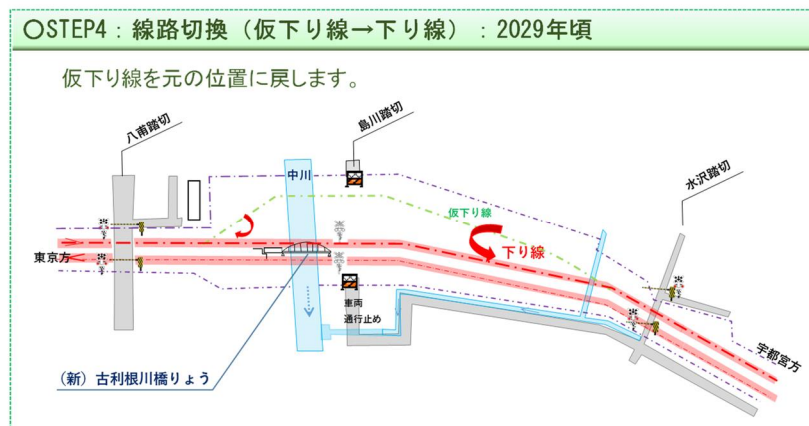 〇STEP4：線路切換（仮下り線→下り線）：2029年頃
仮下り線を元の位置に戻します。
八甫踏切
島川踏切
水沢踏切
中川
仮下り線
下り線
東京方
車両
通行止め
宇都宮方
（新）古利根川橋りょう